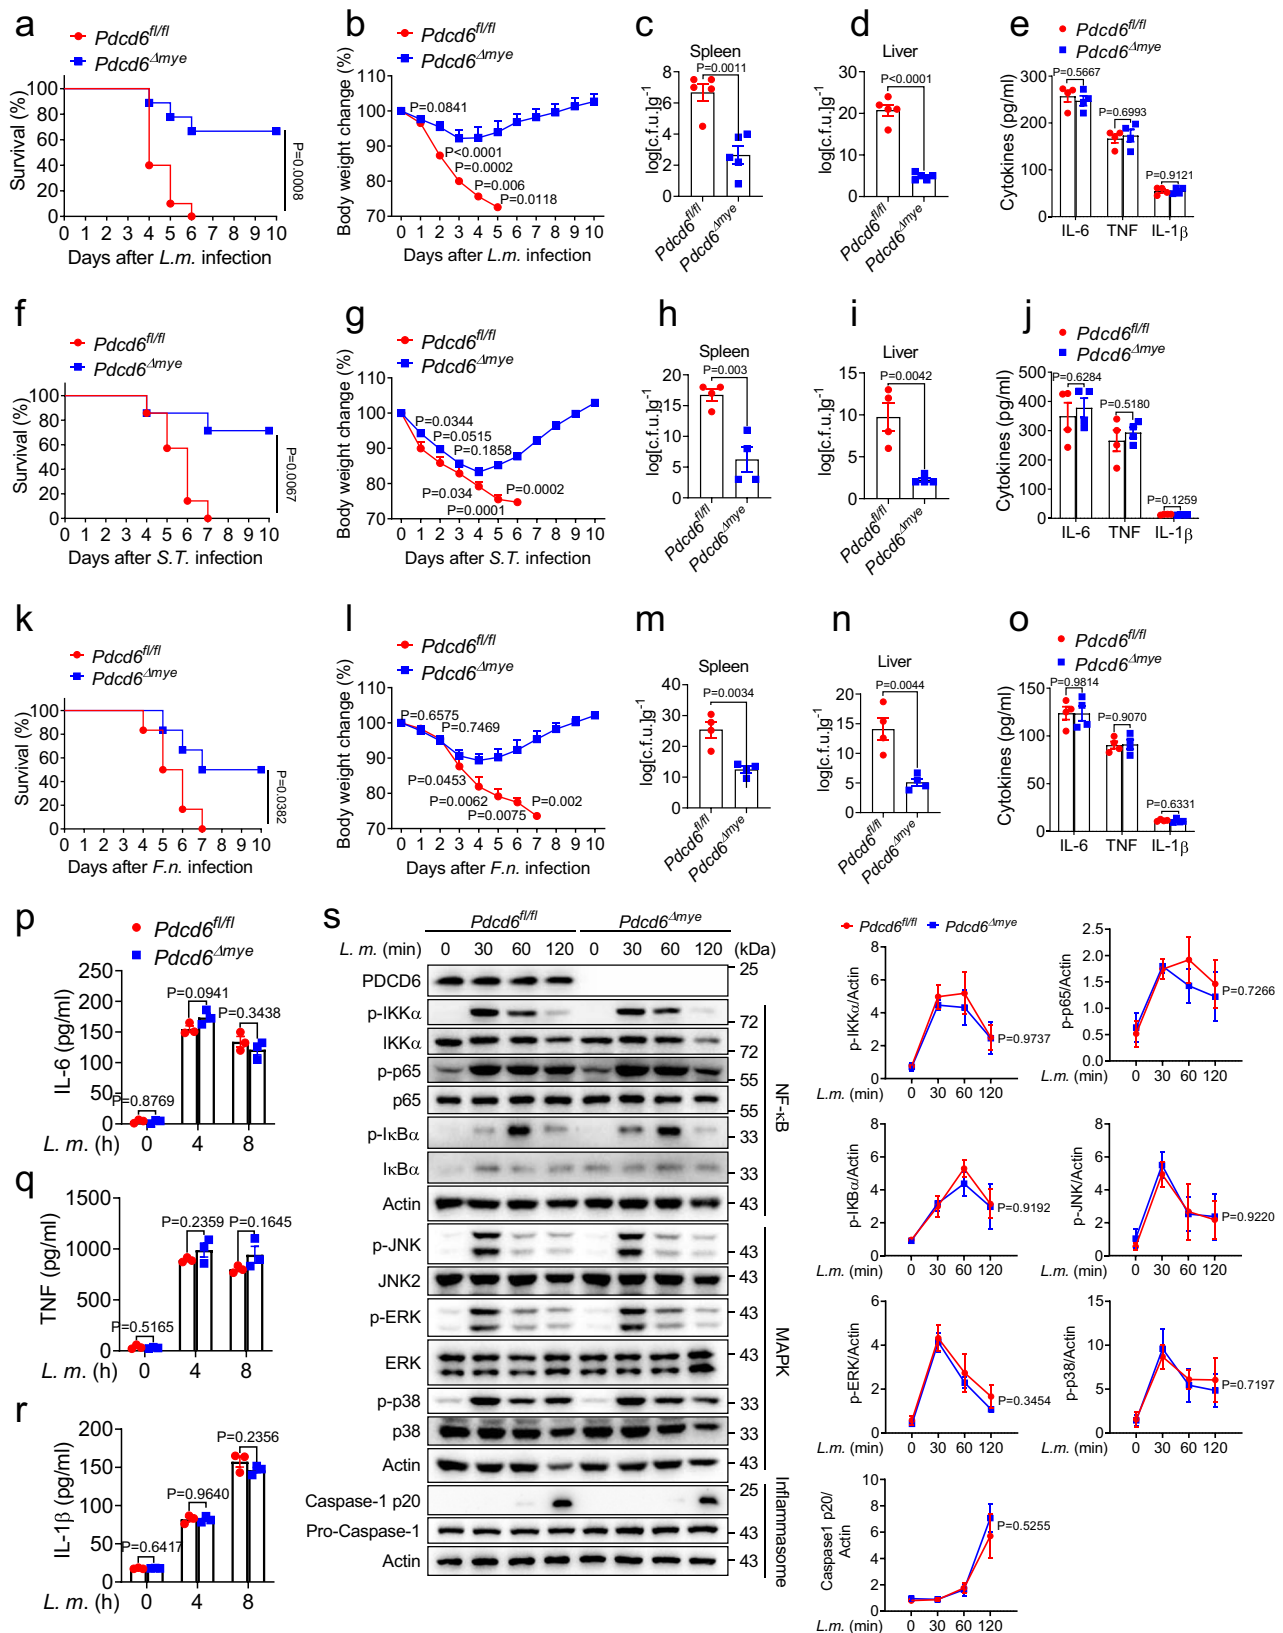 a
Pdcd6fl/fl
Pdcd6Δmye
Survival (%)
100
80
60
40
20
0
0 1 2 3 4 5 6 7 8 9 10
Days after L.m. infection
P=0.0008
b
Pdcd6fl/fl
Pdcd6Δmye
Body weight change (%)
110
100
90
80
70
P=0.0841
P<0.0001
P=0.0002
P=0.006
P=0.0118
0 1 2 3 4 5 6 7 8 9 10
Days after L.m. infection
c
Spleen
P=0.0011
log[c.f.u.]g-1
8
6
4
2
0
Pdcd6fl/fl
Pdcd6Δmye
d
Liver
P<0.0001
log[c.f.u.]g-1
30
20
10
0
Pdcd6fl/fl
Pdcd6Δmye
e
Pdcd6fl/fl
Pdcd6Δmye
Cytokines (pg/ml)
300
200
100
0
P=0.5667
P=0.6993
P=0.9121
IL-6 TNF IL-1β
f
Pdcd6fl/fl
Pdcd6Δmye
Survival (%)
100
80
60
40
20
0
0 1 2 3 4 5 6 7 8 9 10
Days after S.T. infection
P=0.0067
g
Pdcd6fl/fl
Pdcd6Δmye
Body weight change (%)
110
100
90
80
70
P=0.0344
P=0.0515
P=0.1858
P=0.034
P=0.0001
P=0.0002
0 1 2 3 4 5 6 7 8 9 10
Days after S.T. infection
h
Spleen
P=0.003
log[c.f.u.]g-1
20
15
10
5
0
Pdcd6fl/fl
Pdcd6Δmye
i
Liver
P=0.0042
log[c.f.u.]g-1
15
10
5
0
Pdcd6fl/fl
Pdcd6Δmye
j
Pdcd6fl/fl
Pdcd6Δmye
Cytokines (pg/ml)
500
400
300
200
100
0
P=0.6284
P=0.5180
P=0.1259
IL-6 TNF IL-1β
k
Pdcd6fl/fl
Pdcd6Δmye
Survival (%)
100
80
60
40
20
0
0 1 2 3 4 5 6 7 8 9 10
Days after F.n. infection
P=0.0382
l
Pdcd6fl/fl
Pdcd6Δmye
Body weight change (%)
110
100
90
80
70
P=0.6575
P=0.7469
P=0.0453
P=0.0062
P=0.0075
P=0.002
0 1 2 3 4 5 6 7 8 9 10
Days after F.n. infection
m
Spleen
P=0.0034
log[c.f.u.]g-1
40
30
20
10
0
Pdcd6fl/fl
Pdcd6Δmye
n
Liver
P=0.0044
log[c.f.u.]g-1
20
15
10
5
0
Pdcd6fl/fl
Pdcd6Δmye
o
Pdcd6fl/fl
Pdcd6Δmye
Cytokines (pg/ml)
150
100
50
0
P=0.9814
P=0.9070
P=0.6331
IL-6 TNF IL-1β
p
Pdcd6fl/fl
Pdcd6Δmye
IL-6 (pg/ml)
250
200
150
100
50
0
P=0.0941
P=0.3438
P=0.8769
L. m. (h) 0 4 8
q
TNF (pg/ml)
1500
1000
500
0
P=0.2359 P=0.1645
P=0.5165
L. m. (h) 0 4 8
r
IL-1β (pg/ml)
200
150
100
50
0
P=0.2356
P=0.9640
P=0.6417
L. m. (h) 0 4 8
s
Pdcd6fl/fl Pdcd6Δmye
L. m. (min) 0 30 60 120 0 30 60 120 (kDa)
PDCD6 25
p-IKKα 72
IKKα 72
p-p65 55
p65 55
p-IκBα 33
IκBα 33
Actin 43
NF-κB
p-JNK 43
JNK2 43
p-ERK 43
ERK 43
p-p38 33
p38 33
Actin 43
MAPK
Caspase-1 p20 25
Pro-Caspase-1 43
Actin 43
Inflammasome
Pdcd6fl/fl Pdcd6Δmye
p-IKKα/Actin
8
6
4
2
0
P=0.9737
L.m. (min) 0 30 60 120
p-p65/Actin
2.5
2.0
1.5
1.0
0.5
0.0
P=0.7266
L.m. (min) 0 30 60 120
p-IKBα/Actin
8
6
4
2
0
P=0.9192
L.m. (min) 0 30 60 120
p-JNK/Actin
8
6
4
2
0
P=0.9220
L.m. (min) 0 30 60 120
p-ERK/Actin
6
4
2
0
P=0.3454
L.m. (min) 0 30 60 120
p-p38/Actin
15
10
5
0
P=0.7197
L.m. (min) 0 30 60 120
Caspase1 p20/
Actin
10
8
6
4
2
0
P=0.5255
L.m. (min) 0 30 60 120